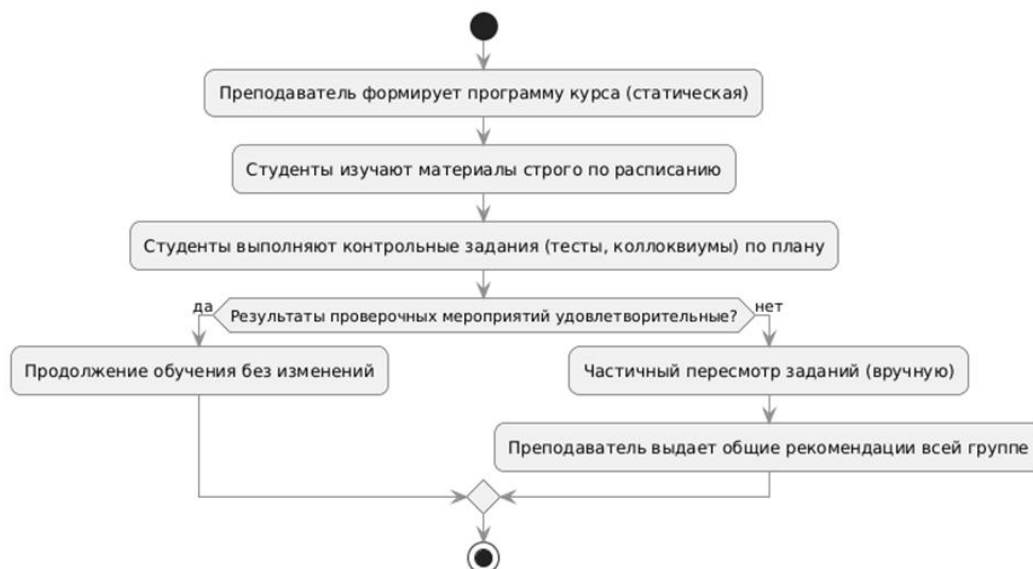 Преподаватель формирует программу курса (статическая)
Студенты изучают материалы строго по расписанию
Студенты выполняют контрольные задания (тесты, коллоквиумы) по плану
да
Результаты проверочных мероприятий удовлетворительные?
нет
Продолжение обучения без изменений
Частичный пересмотр заданий (вручную)
Преподаватель выдает общие рекомендации всей группе